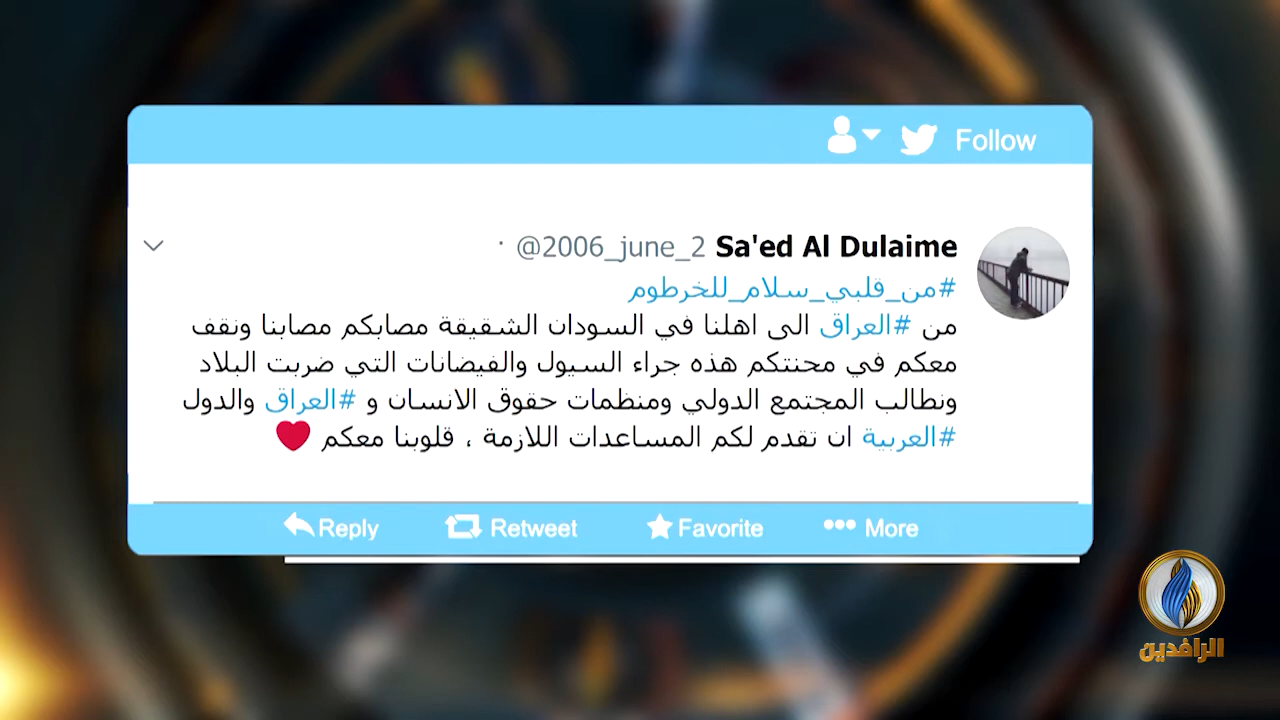 Follow
Sa'ed Al Dulaime @2006_june_2 ·
#من_قلبي_سلام_للخرطوم
من #العراق الى اهلنا في السودان الشقيقة مصابكم مصابنا ونقف
معكم في محنتكم هذه جراء السيول والفيضانات التي ضربت البلاد
ونطالب المجتمع الدولي ومنظمات حقوق الانسان و #العراق والدول
#العربية ان تقدم لكم المساعدات اللازمة ، قلوبنا معكم ❤
Reply Retweet Favorite More
الرافدين